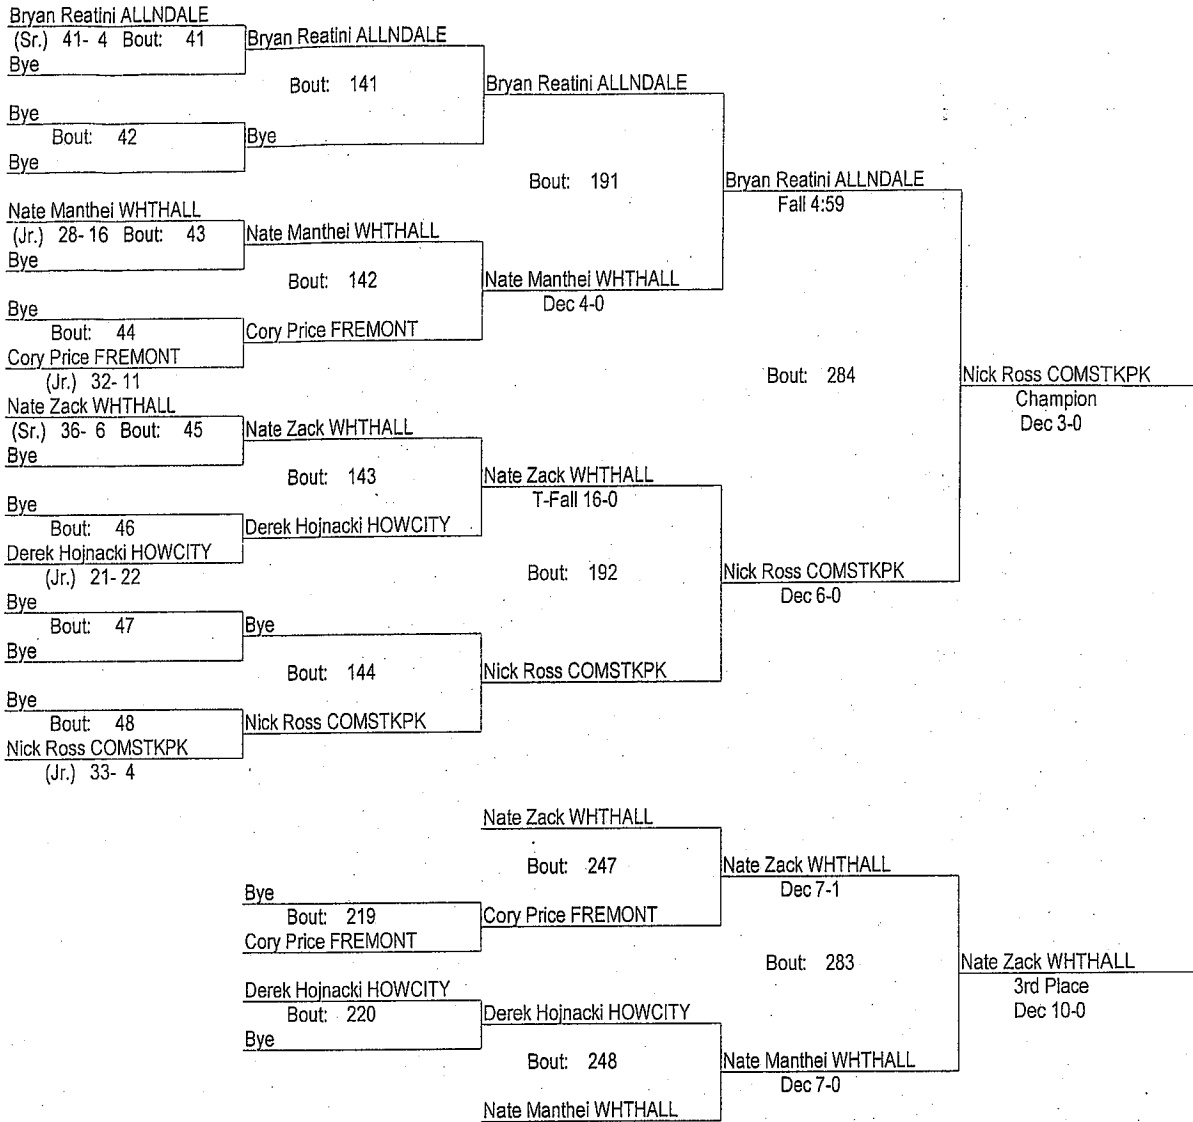 Bryan Reatini ALLNDALE
(Sr.) 41- 4 Bout: 41
Bye
Bryan Reatini ALLNDALE
Bout: 141
Bryan Reatini ALLNDALE
Bye
Bout: 42
Bye
Bye
Bout: 191
Bryan Reatini ALLNDALE
Fall 4:59
Nate Manthei WHTHALL
(Jr.) 28- 16 Bout: 43
Bye
Nate Manthei WHTHALL
Bout: 142
Nate Manthei WHTHALL
Dec 4-0
Bye
Bout: 44
Cory Price FREMONT
(Jr.) 32- 11
Cory Price FREMONT
Bout: 284
Nick Ross COMSTKPK
Champion
Dec 3-0
Nate Zack WHTHALL
(Sr.) 36- 6 Bout: 45
Bye
Nate Zack WHTHALL
Bout: 143
Nate Zack WHTHALL
T-Fall 16-0
Bye
Bout: 46
Derek Hojnacki HOWCITY
(Jr.) 21- 22
Derek Hojnacki HOWCITY
Bout: 192
Nick Ross COMSTKPK
Dec 6-0
Bye
Bout: 47
Bye
Bye
Bout: 144
Nick Ross COMSTKPK
Bye
Bout: 48
Nick Ross COMSTKPK
(Jr.) 33- 4
Nick Ross COMSTKPK
Nate Zack WHTHALL
Bout: 247
Nate Zack WHTHALL
Dec 7-1
Bye
Bout: 219
Cory Price FREMONT
Cory Price FREMONT
Bout: 283
Nate Zack WHTHALL
3rd Place
Dec 10-0
Derek Hojnacki HOWCITY
Bout: 220
Bye
Derek Hojnacki HOWCITY
Bout: 248
Nate Manthei WHTHALL
Dec 7-0
Nate Manthei WHTHALL